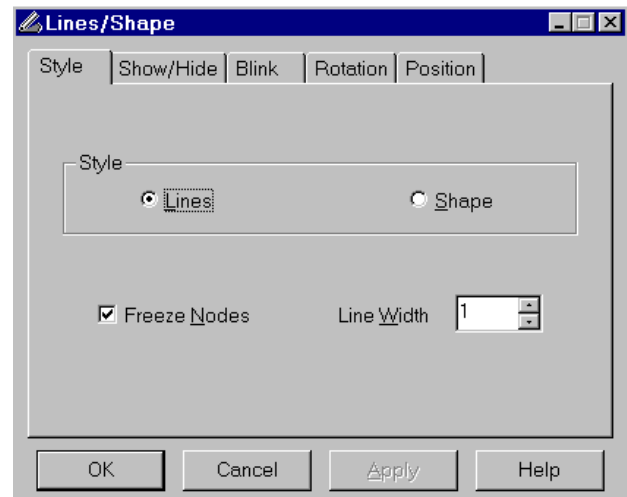 Lines/Shape
Style Show/Hide Blink Rotation Position
Style
Lines Shape
Freeze Nodes Line Width 1
OK Cancel Apply Help